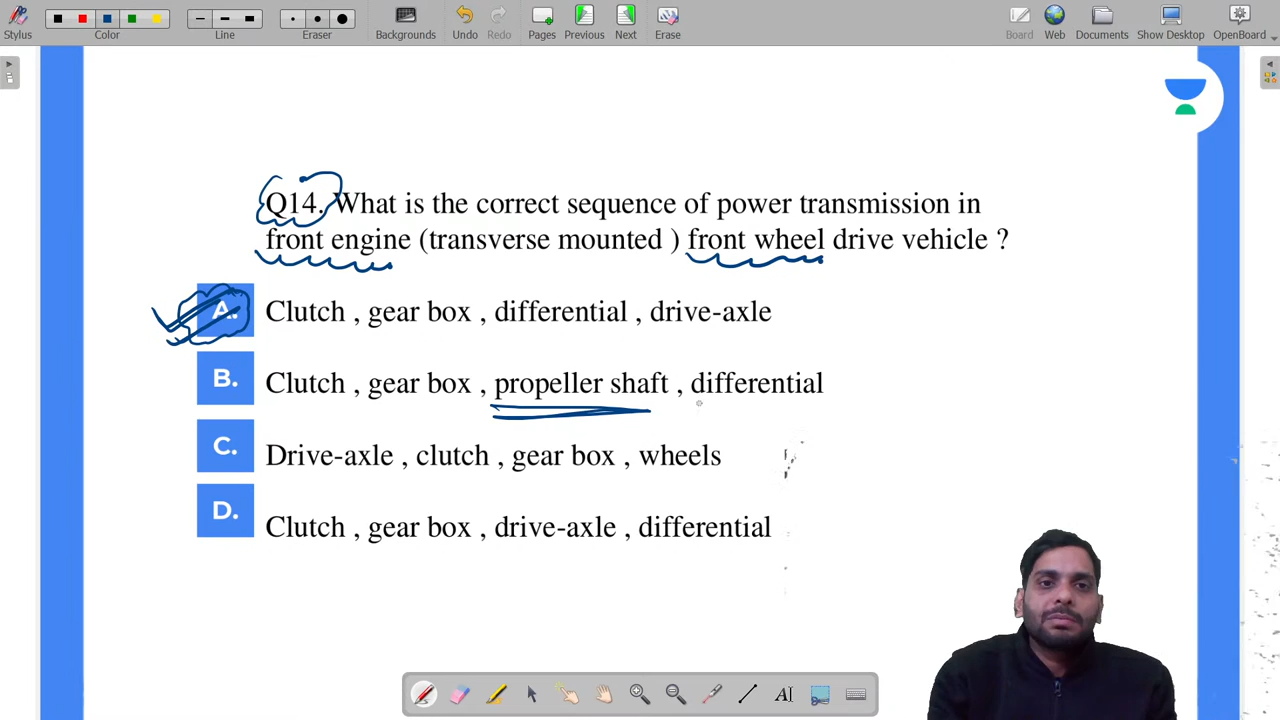 Stylus
Color
Line
Eraser
Backgrounds
Undo
Redo
Pages
Previous
Next
Erase
Board
Web
Documents
Show Desktop
OpenBoard
Q14. What is the correct sequence of power transmission in
front engine (transverse mounted ) front wheel drive vehicle ?
A. Clutch , gear box , differential , drive-axle
B. Clutch , gear box , propeller shaft , differential
C. Drive-axle , clutch , gear box , wheels
D. Clutch , gear box , drive-axle , differential
AI